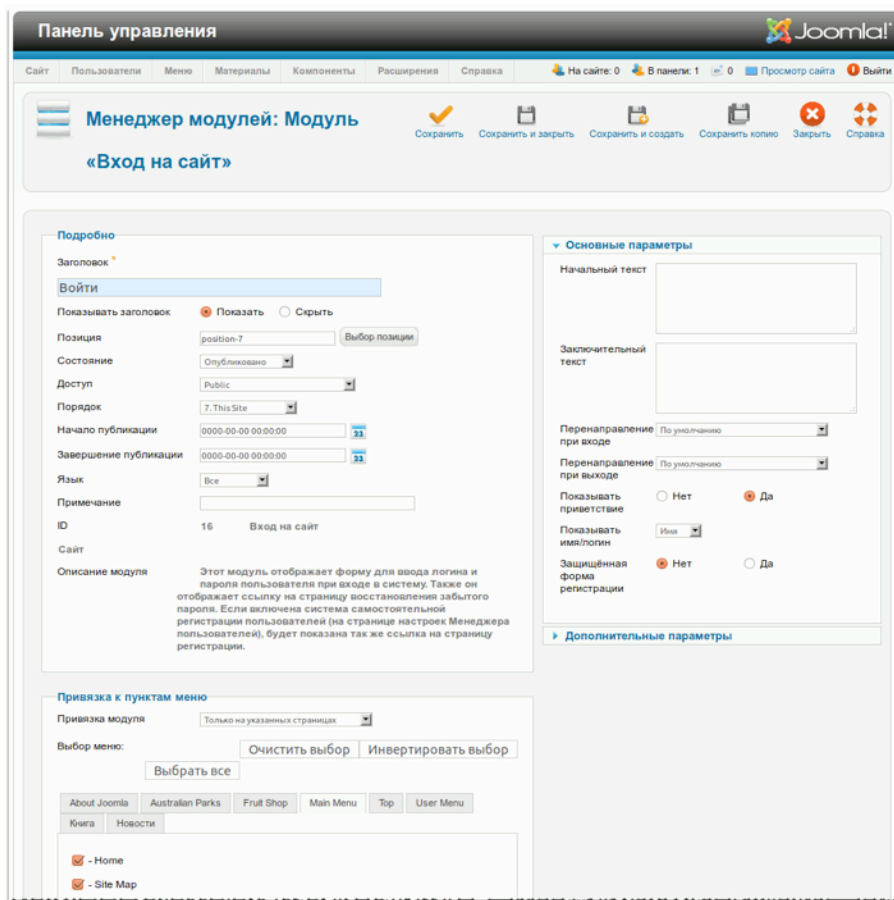 Панель управления
Joomla!
Сайт Пользователи Меню Материалы Компоненты Расширения Справка На сайте: 0 В панели: 1 0 Просмотр сайта Выйти
Менеджер модулей: Модуль
«Вход на сайт»
Сохранить Сохранить и закрыть Сохранить и создать Сохранить копию Закрыть Справка
Подробно
Заголовок *
Войти
Показывать заголовок Показать Скрыть
Позиция position-7 Выбор позиции
Состояние Опубликовано
Доступ Public
Порядок 7. This Site
Начало публикации 0000-00-00 00:00:00 23
Завершение публикации 0000-00-00 00:00:00 23
Язык Все
Примечание
ID 16 Вход на сайт
Сайт
Описание модуля Этот модуль отображает форму для ввода логина и
пароля пользователя при входе в систему. Также он
отображает ссылку на страницу восстановления забытого
пароля. Если включена система самостоятельной
регистрации пользователей (на странице настроек Менеджера
пользователей), будет показана так же ссылка на страницу
регистрации.
Основные параметры
Начальный текст
Заключительный
текст
Перенаправление По умолчанию
при входе
Перенаправление По умолчанию
при выходе
Показывать Нет Да
приветствие
Показывать Имя
имя/логин
Защищённая Нет Да
форма
регистрации
Дополнительные параметры
Привязка к пунктам меню
Привязка модуля Только на указанных страницах
Выбор меню: Очистить выбор Инвертировать выбор
Выбрать все
About Joomla Australian Parks Fruit Shop Main Menu Top User Menu
Книга Новости
- Home
- Site Map